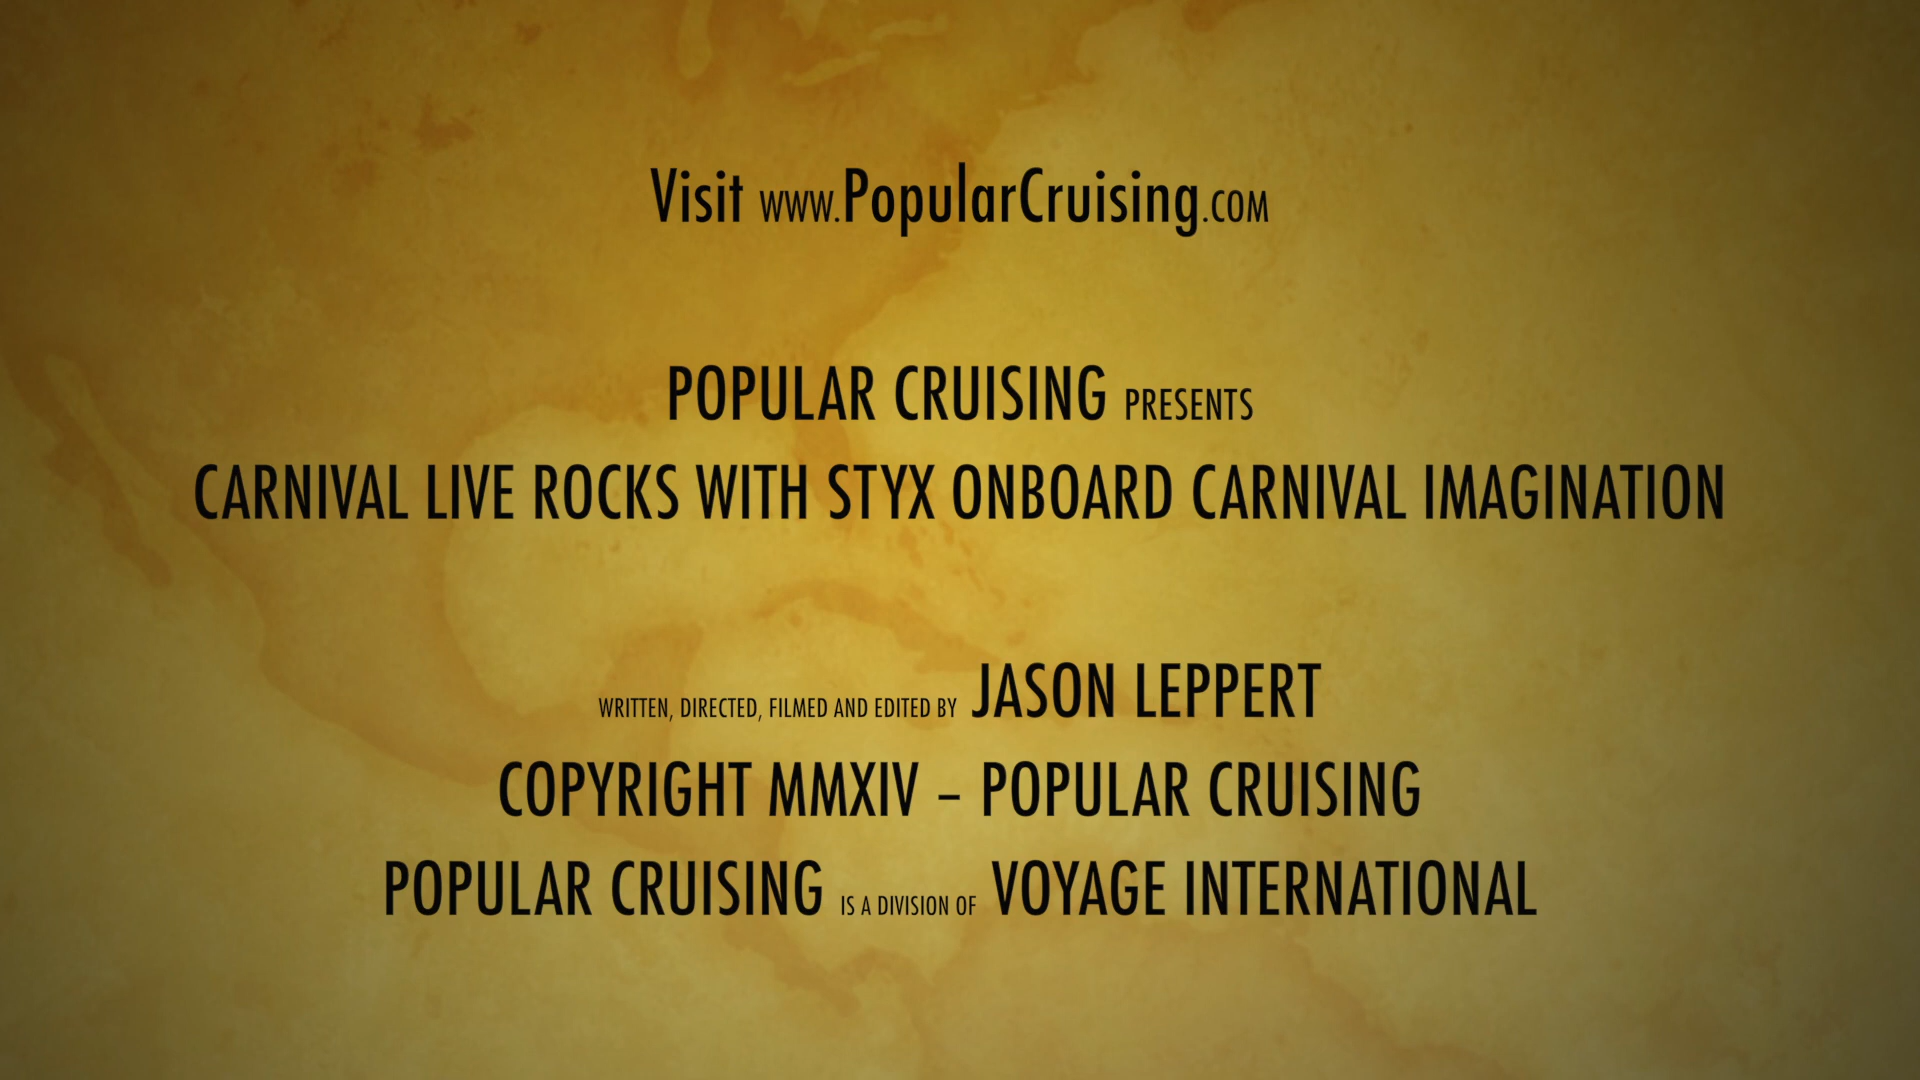 Visit www.PopularCruising.com
POPULAR CRUISING PRESENTS
CARNIVAL LIVE ROCKS WITH STYX ONBOARD CARNIVAL IMAGINATION
WRITTEN, DIRECTED, FILMED AND EDITED BY JASON LEPPERT
COPYRIGHT MMXIV – POPULAR CRUISING
POPULAR CRUISING IS A DIVISION OF VOYAGE INTERNATIONAL